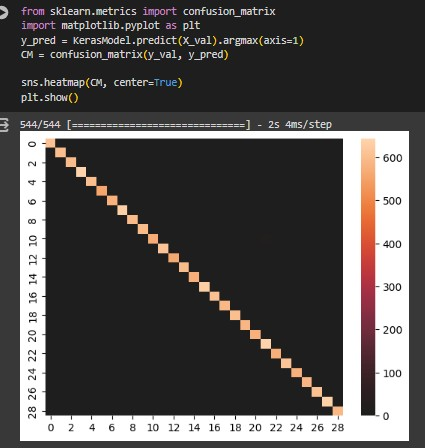 from sklearn.metrics import confusion_matrix
import matplotlib.pyplot as plt
y_pred = KerasModel.predict(X_val).argmax(axis=1)
CM = confusion_matrix(y_val, y_pred)
sns.heatmap(CM, center=True)
plt.show()
544/544 [==============================] - 2s 4ms/step
0
2
4
6
8
10
12
14
16
18
20
22
24
26
28
0 2 4 6 8 10 12 14 16 18 20 22 24 26 28
600
500
400
300
200
100
0